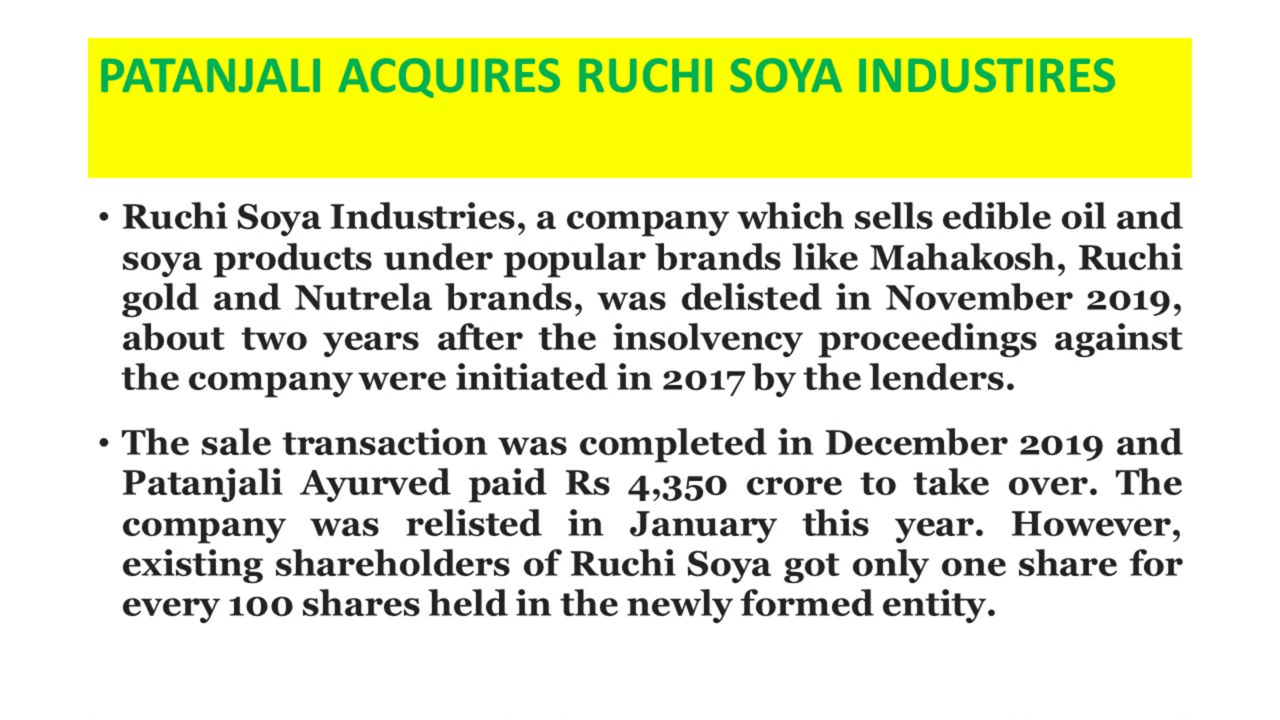 PATANJALI ACQUIRES RUCHI SOYA INDUSTIRES
• Ruchi Soya Industries, a company which sells edible oil and
soya products under popular brands like Mahakosh, Ruchi
gold and Nutrela brands, was delisted in November 2019,
about two years after the insolvency proceedings against
the company were initiated in 2017 by the lenders.
• The sale transaction was completed in December 2019 and
Patanjali Ayurved paid Rs 4,350 crore to take over. The
company was relisted in January this year. However,
existing shareholders of Ruchi Soya got only one share for
every 100 shares held in the newly formed entity.